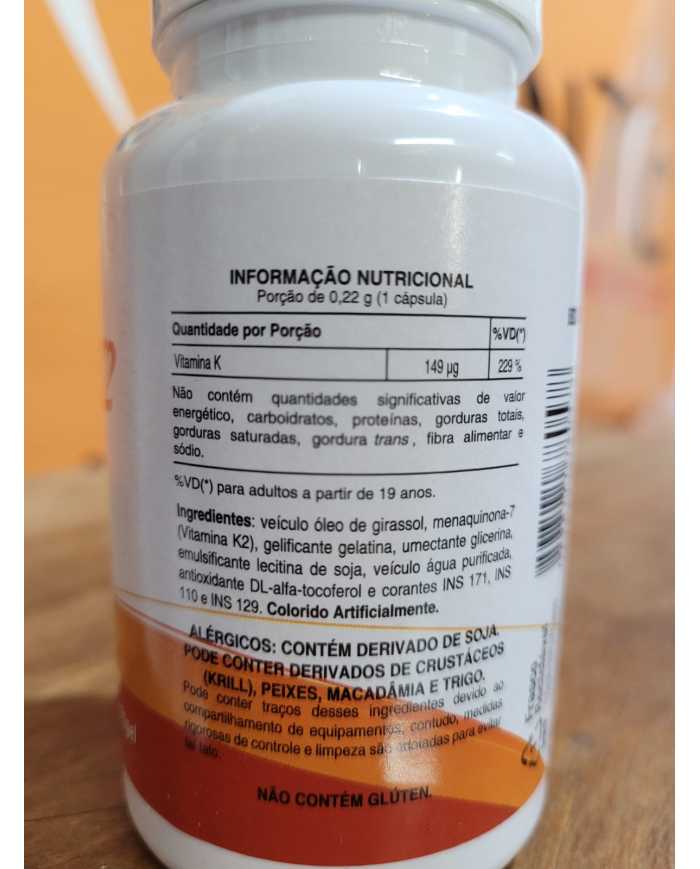 2
INFORMAÇÃO NUTRICIONAL
Porção de 0,22 g (1 cápsula)
Quantidade por Porção %VD(*)
Vitamina K 149 µg 229 %
Não contém quantidades significativas de valor
energético, carboidratos, proteínas, gorduras totais,
gorduras saturadas, gordura trans, fibra alimentar e
sódio.
%VD(*) para adultos a partir de 19 anos.
Ingredientes: veículo óleo de girassol, menaquinona-7
(Vitamina K2), gelificante gelatina, umectante glicerina,
emulsificante lecitina de soja, veículo água purificada,
antioxidante DL-alfa-tocoferol e corantes INS 171, INS
110 e INS 129. Colorido Artificialmente.
ALÉRGICOS: CONTÉM DERIVADO DE SOJA.
PODE CONTER DERIVADOS DE CRUSTÁCEOS
(KRILL), PEIXES, MACADÂMIA E TRIGO.
Pode conter traços desses ingredientes devido ao
compartilhamento de equipamentos, contudo, medidas
rigorosas de controle e limpeza são adotadas para evitar
tal fato.
NÃO CONTÉM GLÚTEN.
Frasco